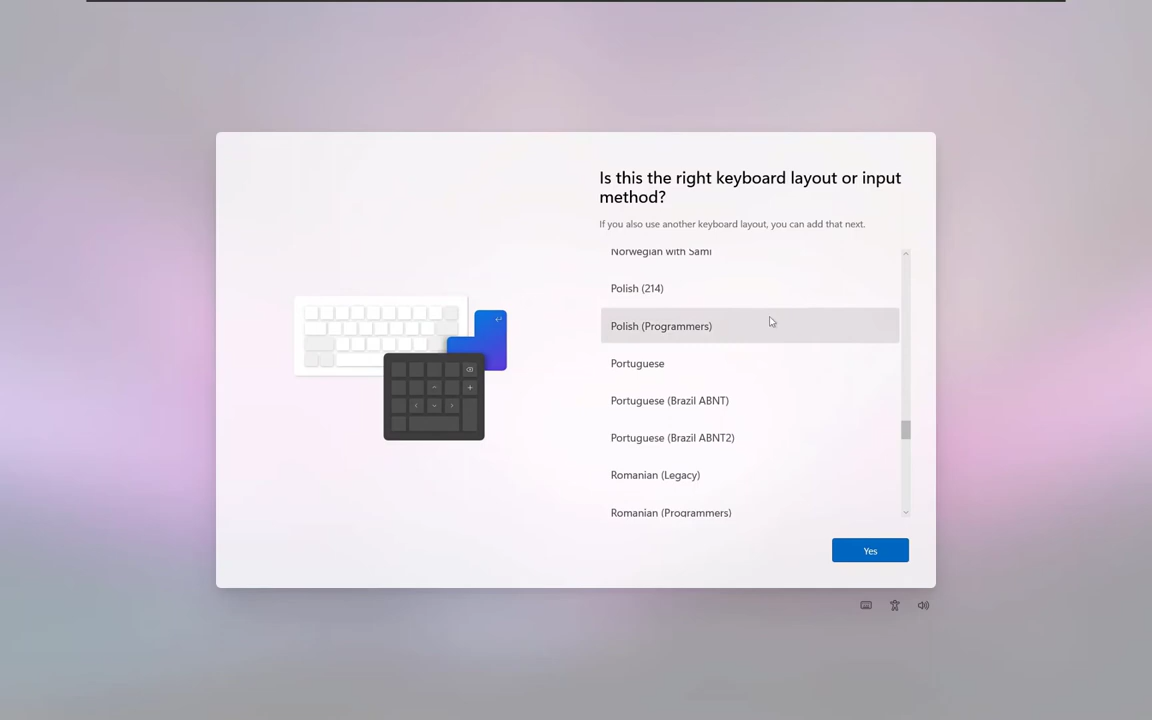 Is this the right keyboard layout or input
method?
If you also use another keyboard layout, you can add that next.
Norwegian with Sami
Polish (214)
Polish (Programmers)
Portuguese
Portuguese (Brazil ABNT)
Portuguese (Brazil ABNT2)
Romanian (Legacy)
Romanian (Programmers)
Yes